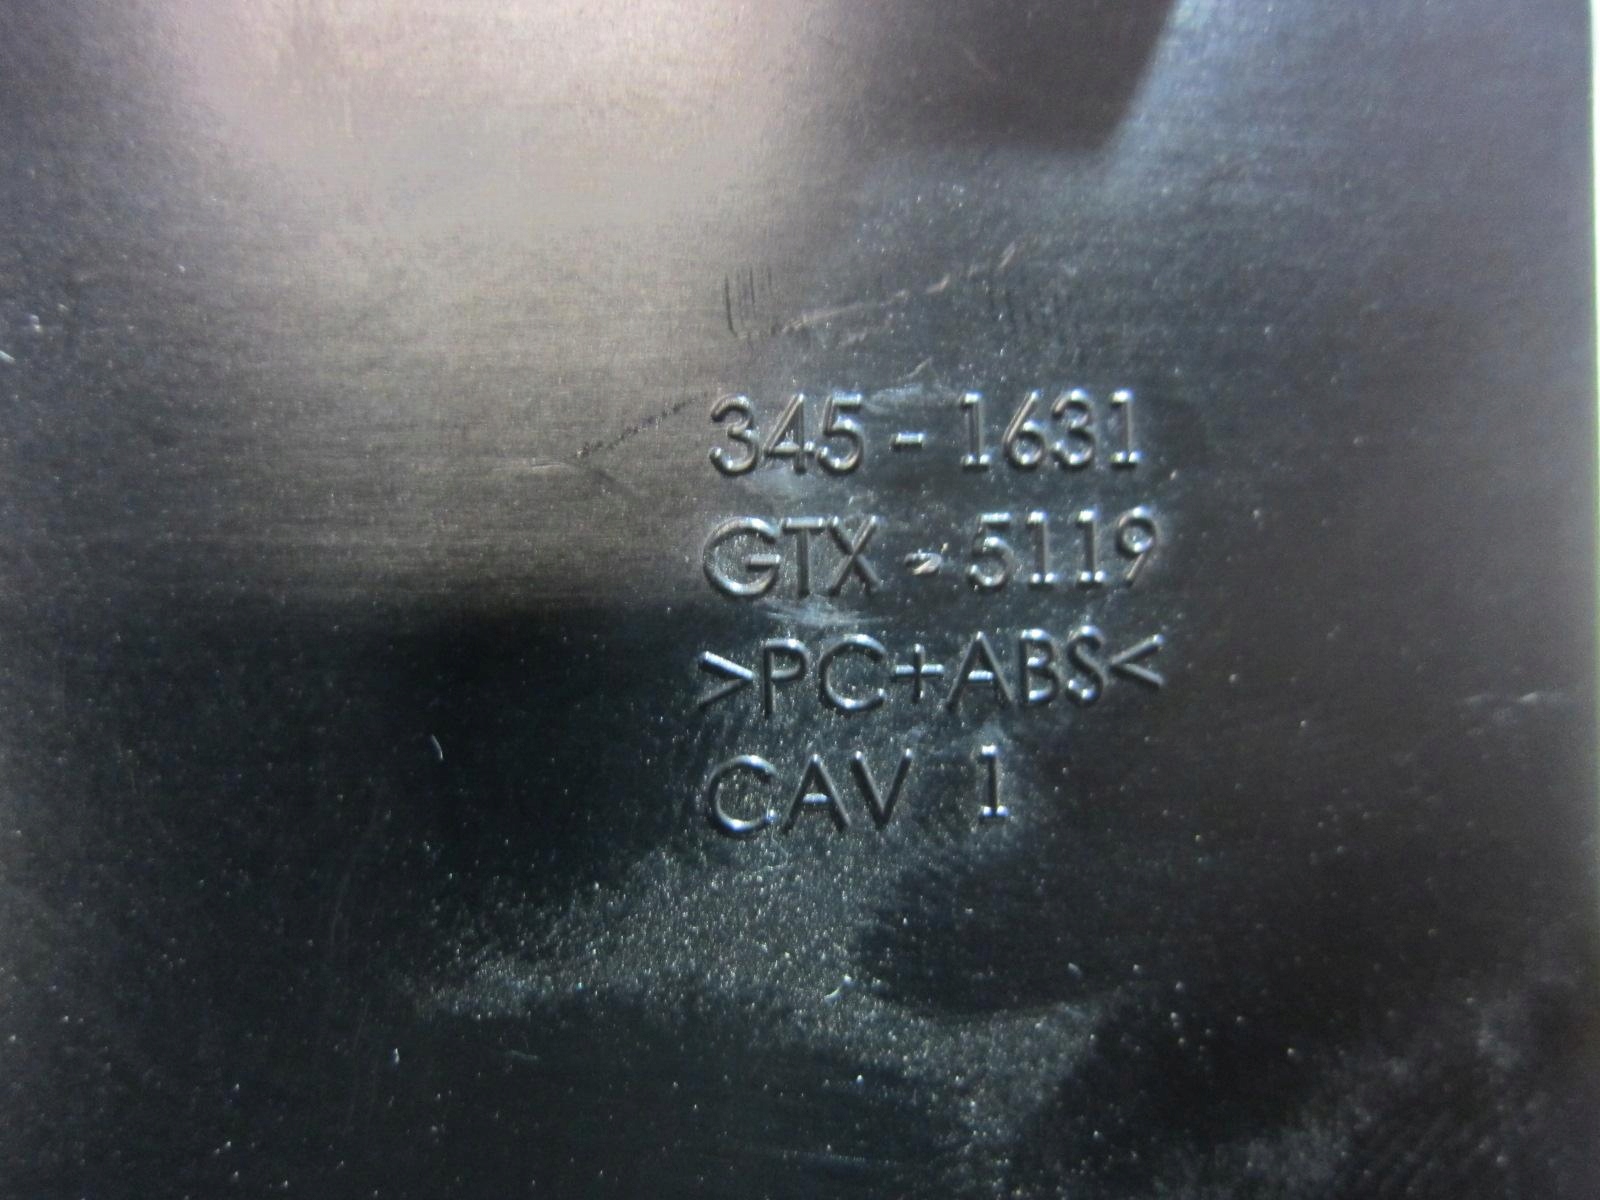 345 - 1631
GTX - 5119
>PC+ABS<
CAV 1